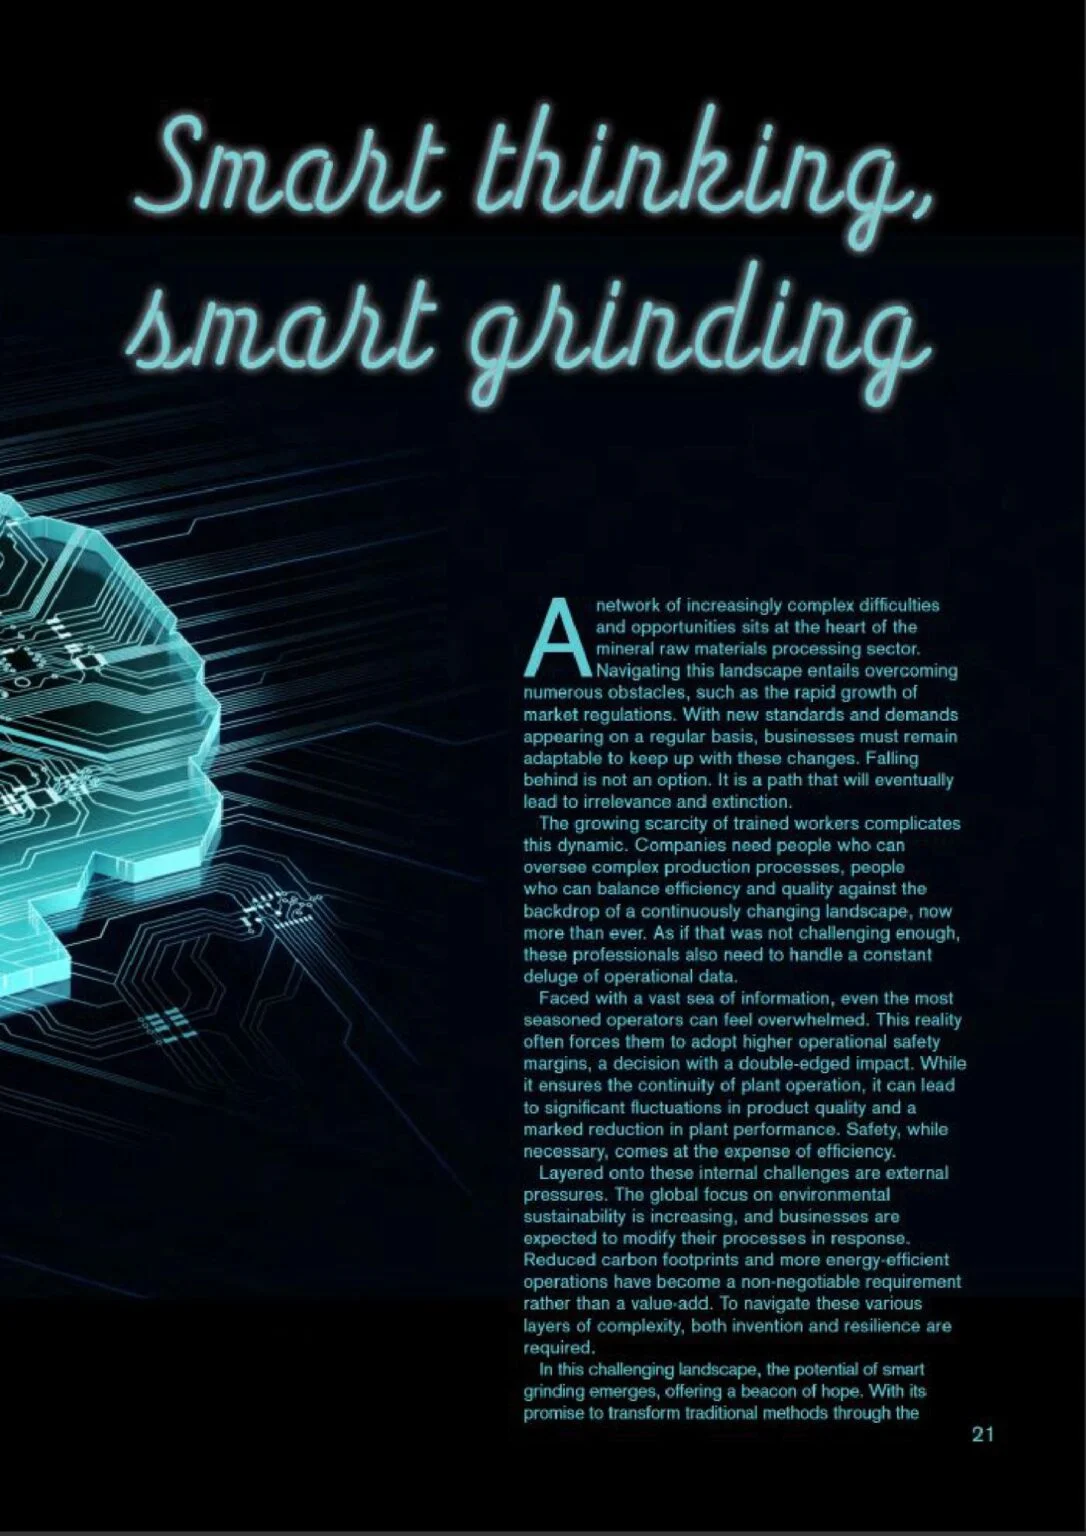 Smart thinking,
smart grinding
A network of increasingly complex difficulties
and opportunities sits at the heart of the
mineral raw materials processing sector.
Navigating this landscape entails overcoming
numerous obstacles, such as the rapid growth of
market regulations. With new standards and demands
appearing on a regular basis, businesses must remain
adaptable to keep up with these changes. Falling
behind is not an option. It is a path that will eventually
lead to irrelevance and extinction.
The growing scarcity of trained workers complicates
this dynamic. Companies need people who can
oversee complex production processes, people
who can balance efficiency and quality against the
backdrop of a continuously changing landscape, now
more than ever. As if that was not challenging enough,
these professionals also need to handle a constant
deluge of operational data.
Faced with a vast sea of information, even the most
seasoned operators can feel overwhelmed. This reality
often forces them to adopt higher operational safety
margins, a decision with a double-edged impact. While
it ensures the continuity of plant operation, it can lead
to significant fluctuations in product quality and a
marked reduction in plant performance. Safety, while
necessary, comes at the expense of efficiency.
Layered onto these internal challenges are external
pressures. The global focus on environmental
sustainability is increasing, and businesses are
expected to modify their processes in response.
Reduced carbon footprints and more energy-efficient
operations have become a non-negotiable requirement
rather than a value-add. To navigate these various
layers of complexity, both invention and resilience are
required.
In this challenging landscape, the potential of smart
grinding emerges, offering a beacon of hope. With its
promise to transform traditional methods through the
21